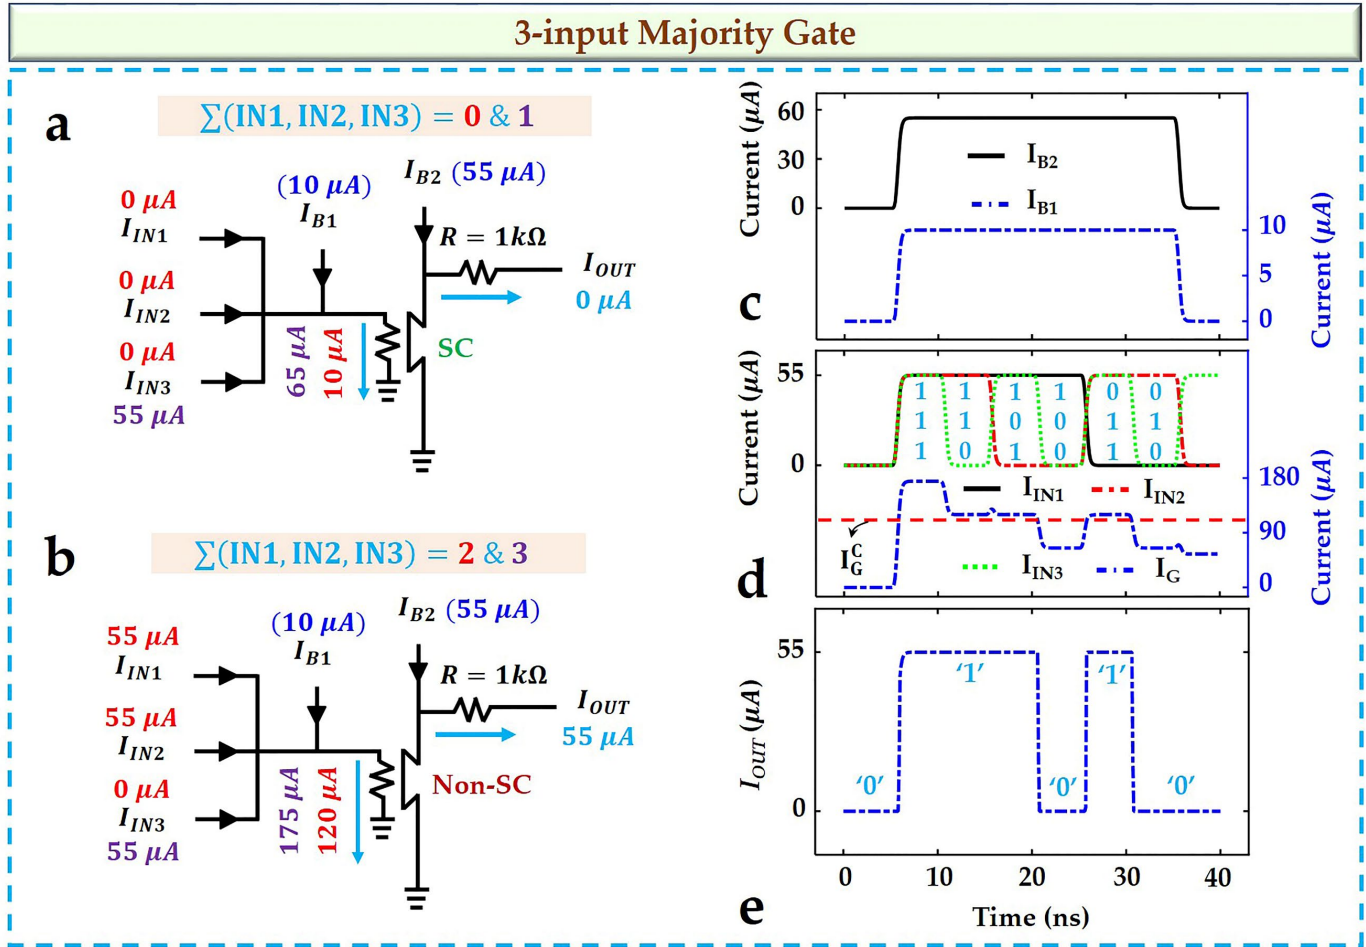 3-input Majority Gate
a
∑(IN1, IN2, IN3) = 0 & 1
I_B2 (55 μA)
(10 μA)
I_B1
0 μA
I_IN1
R = 1kΩ
I_OUT
0 μA
0 μA
I_IN2
0 μA
I_IN3
55 μA
65 μA
10 μA
SC
b
∑(IN1, IN2, IN3) = 2 & 3
I_B2 (55 μA)
(10 μA)
I_B1
55 μA
I_IN1
R = 1kΩ
I_OUT
55 μA
55 μA
I_IN2
0 μA
I_IN3
55 μA
175 μA
120 μA
Non-SC
c
Current (μA)
60
30
0
I_B2
I_B1
10
5
0
Current (μA)
d
Current (μA)
55
0
1 1 1 1 0 0
1 1 0 0 1 1
1 0 1 0 1 0
I_IN1
I_IN2
I_IN3
I_G
I_G^C
180
90
0
Current (μA)
e
I_OUT (μA)
55
0
‘0’
‘1’
‘0’
‘1’
‘0’
0 10 20 30 40
Time (ns)